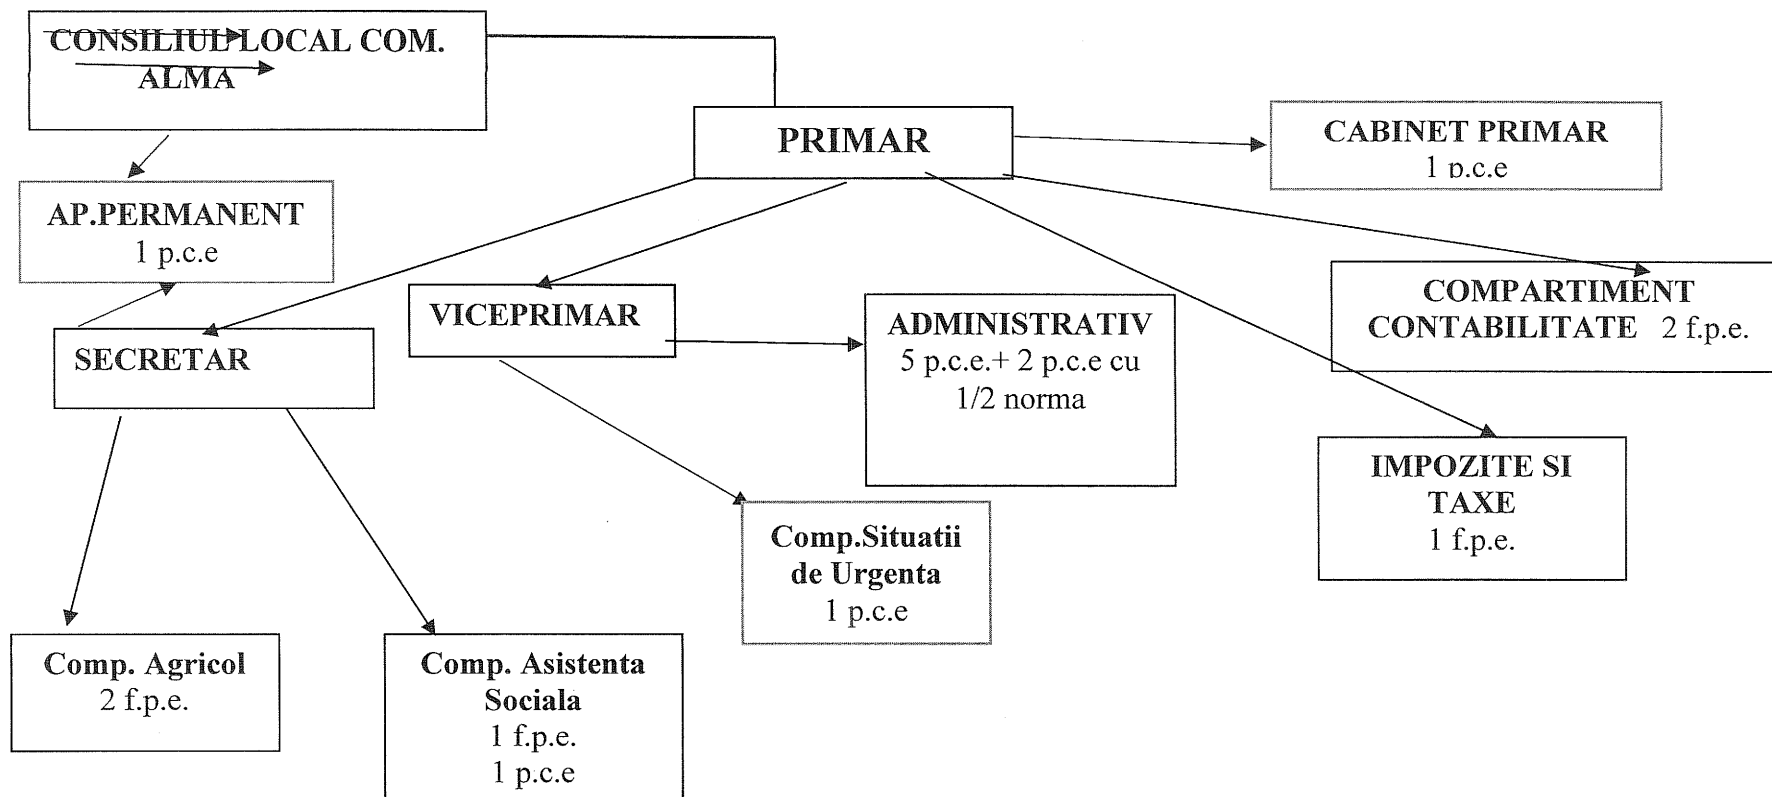 CONSILIUL LOCAL COM.
ALMA
PRIMAR
CABINET PRIMAR
1 p.c.e
AP.PERMANENT
1 p.c.e
SECRETAR
VICEPRIMAR
ADMINISTRATIV
5 p.c.e.+ 2 p.c.e cu
1/2 norma
COMPARTIMENT
CONTABILITATE 2 f.p.e.
IMPOZITE SI
TAXE
1 f.p.e.
Comp.Situatii
de Urgenta
1 p.c.e
Comp. Agricol
2 f.p.e.
Comp. Asistenta
Sociala
1 f.p.e.
1 p.c.e